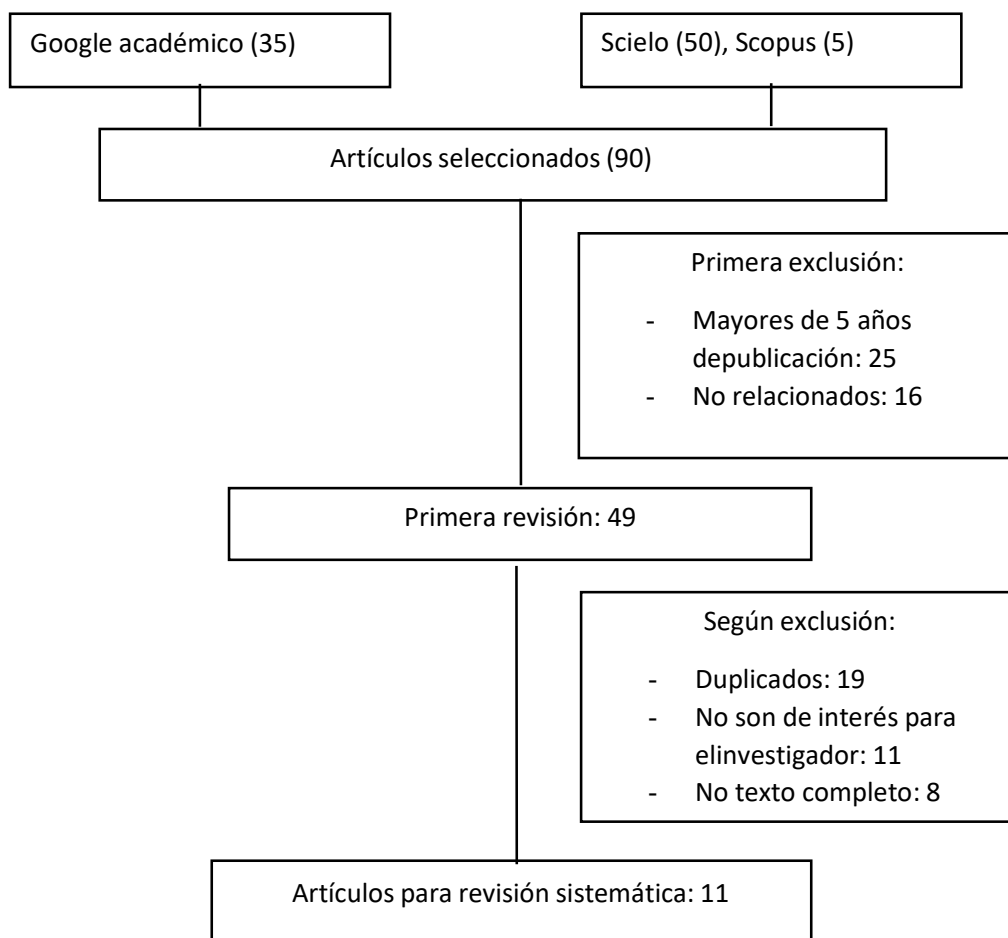 Google académico (35)
Scielo (50), Scopus (5)
Artículos seleccionados (90)
Primera exclusión:
- Mayores de 5 años
depublicación: 25
- No relacionados: 16
Primera revisión: 49
Según exclusión:
- Duplicados: 19
- No son de interés para
elinvestigador: 11
- No texto completo: 8
Artículos para revisión sistemática: 11